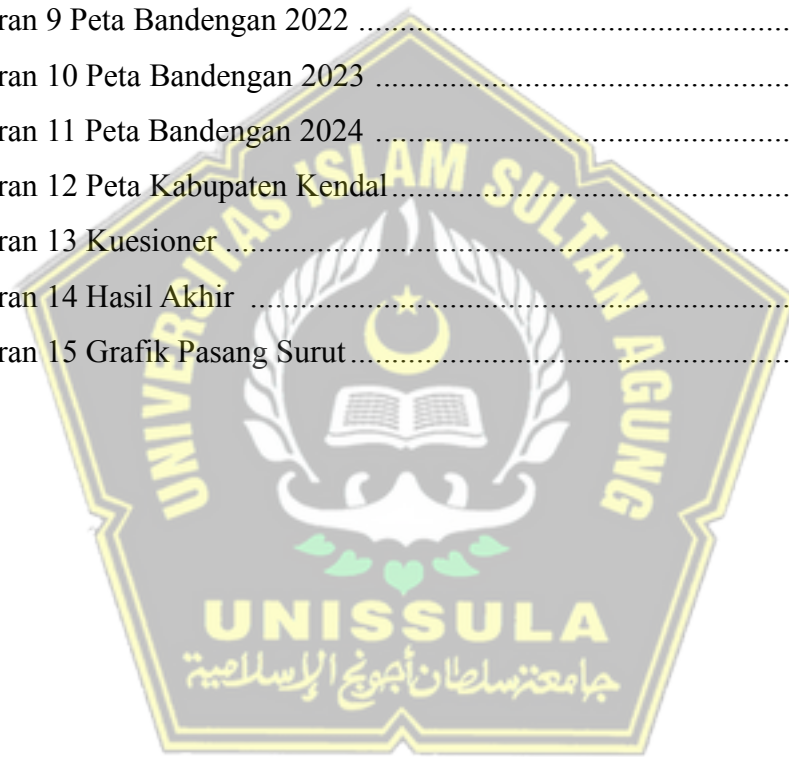 ran 9 Peta Bandengan 2022 ........................................................
ran 10 Peta Bandengan 2023 ......................................................
ran 11 Peta Bandengan 2024 ......................................................
ran 12 Peta Kabupaten Kendal....................................................
ran 13 Kuesioner .......................................................................
ran 14 Hasil Akhir ....................................................................
ran 15 Grafik Pasang Surut.........................................................
UNIVERSITAS ISLAM SULTAN AGUNG
UNISSULA
جامعة سلطان أجونج الإسلامية